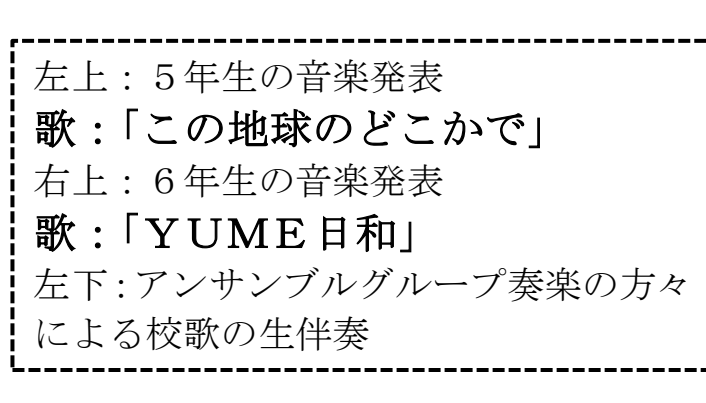 左上：５年生の音楽発表
歌：「この地球のどこかで」
右上：６年生の音楽発表
歌：「ＹＵＭＥ日和」
左下：アンサンブルグループ奏楽の方々
による校歌の生伴奏